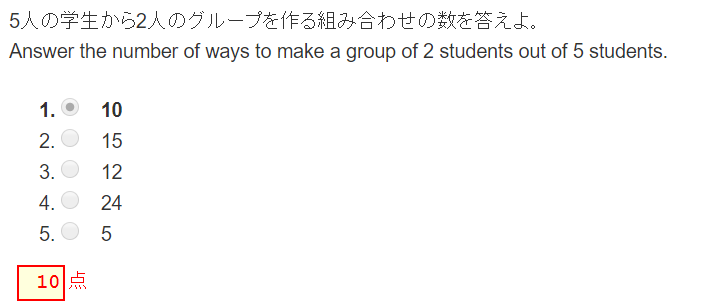 5人の学生から2人のグループを作る組み合わせの数を答えよ。
Answer the number of ways to make a group of 2 students out of 5 students.
1. 10
2. 15
3. 12
4. 24
5. 5
10 点